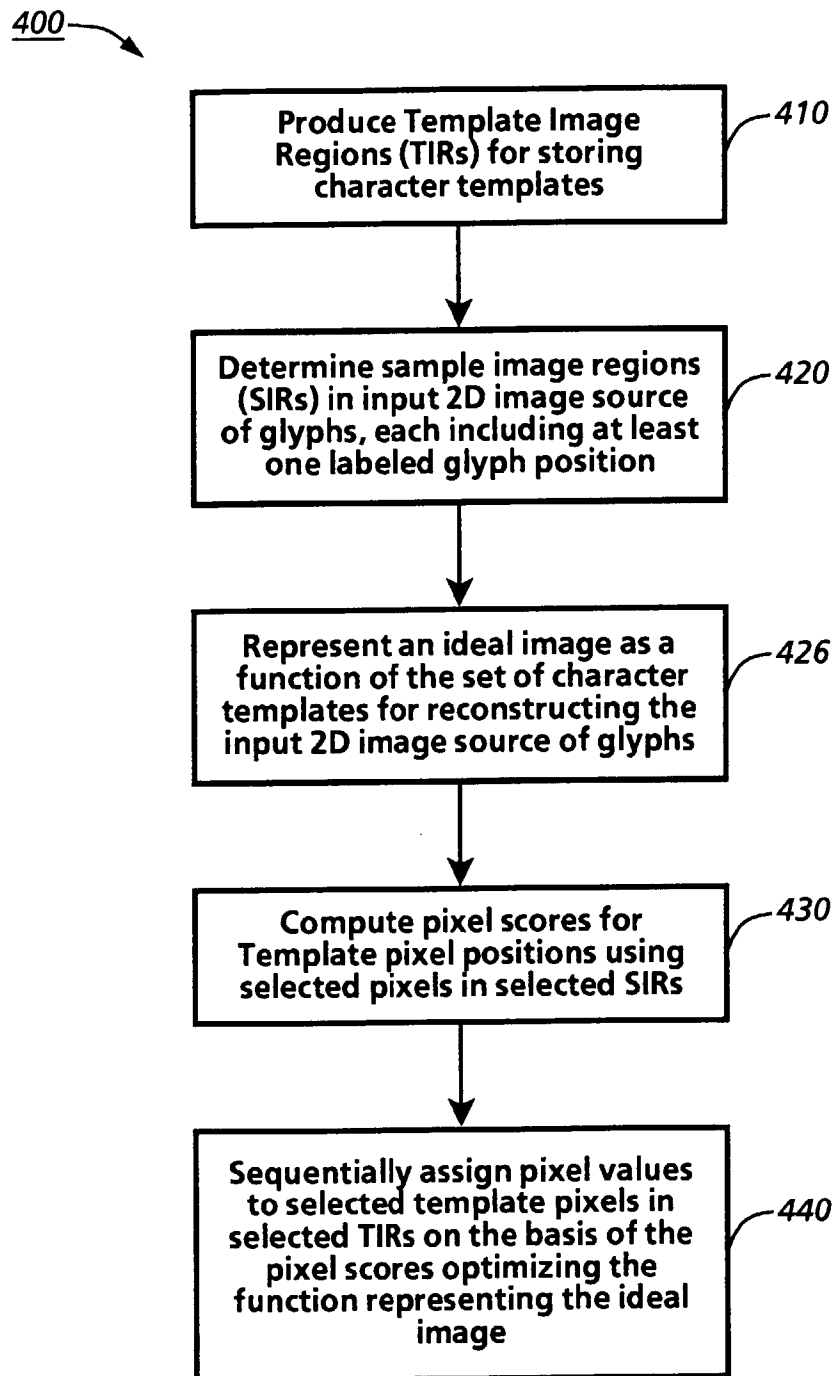 400
Produce Template Image
Regions (TIRs) for storing
character templates
410
Determine sample image regions
(SIRs) in input 2D image source
of glyphs, each including at least
one labeled glyph position
420
Represent an ideal image as a
function of the set of character
templates for reconstructing the
input 2D image source of glyphs
426
Compute pixel scores for
Template pixel positions using
selected pixels in selected SIRs
430
Sequentially assign pixel values
to selected template pixels in
selected TIRs on the basis of the
pixel scores optimizing the
function representing the ideal
image
440